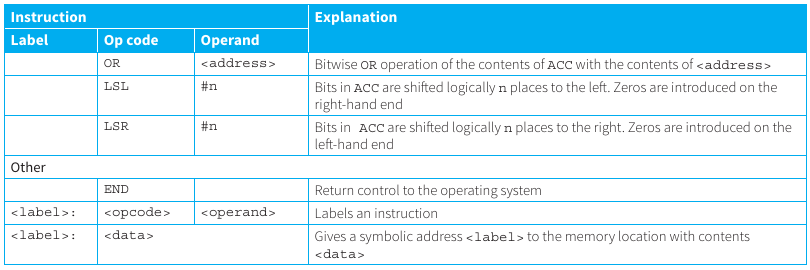 Instruction Explanation
Label Op code Operand
OR <address> Bitwise OR operation of the contents of ACC with the contents of <address>
LSL #n Bits in ACC are shifted logically n places to the left. Zeros are introduced on the
right-hand end
LSR #n Bits in ACC are shifted logically n places to the right. Zeros are introduced on the
left-hand end
Other
END Return control to the operating system
<label>: <opcode> <operand> Labels an instruction
<label>: <data> Gives a symbolic address <label> to the memory location with contents
<data>